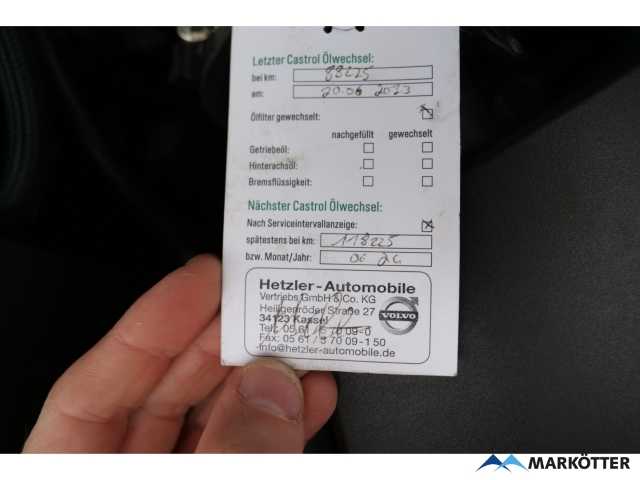 Letzter Castrol Ölwechsel:
bei km: 88225
am: 20.06 2023
Ölfilter gewechselt:
nachgefüllt gewechselt
Getriebeöl:
Hinterachsöl:
Bremsflüssigkeit:
Nächster Castrol Ölwechsel:
Nach Serviceintervallanzeige:
spätestens bei km: 118225
bzw. Monat/Jahr: 06 24
Hetzler-Automobile
Vertriebs GmbH & Co. KG
Heiligenröder Straße 27
34123 Kassel
VOLVO
Tel.: 05 61/5 70 09-0
Fax: 05 61/5 70 09-1 50
info@hetzler-automobile.de
MARKÖTTER